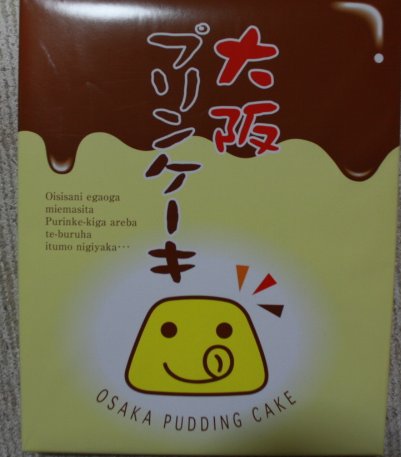 大阪
プリンケーキ
Oisisani egaoga
miemasita
Purinke-kiga areba
te-buruha
itumo nigiyaka･･･
OSAKA PUDDING CAKE